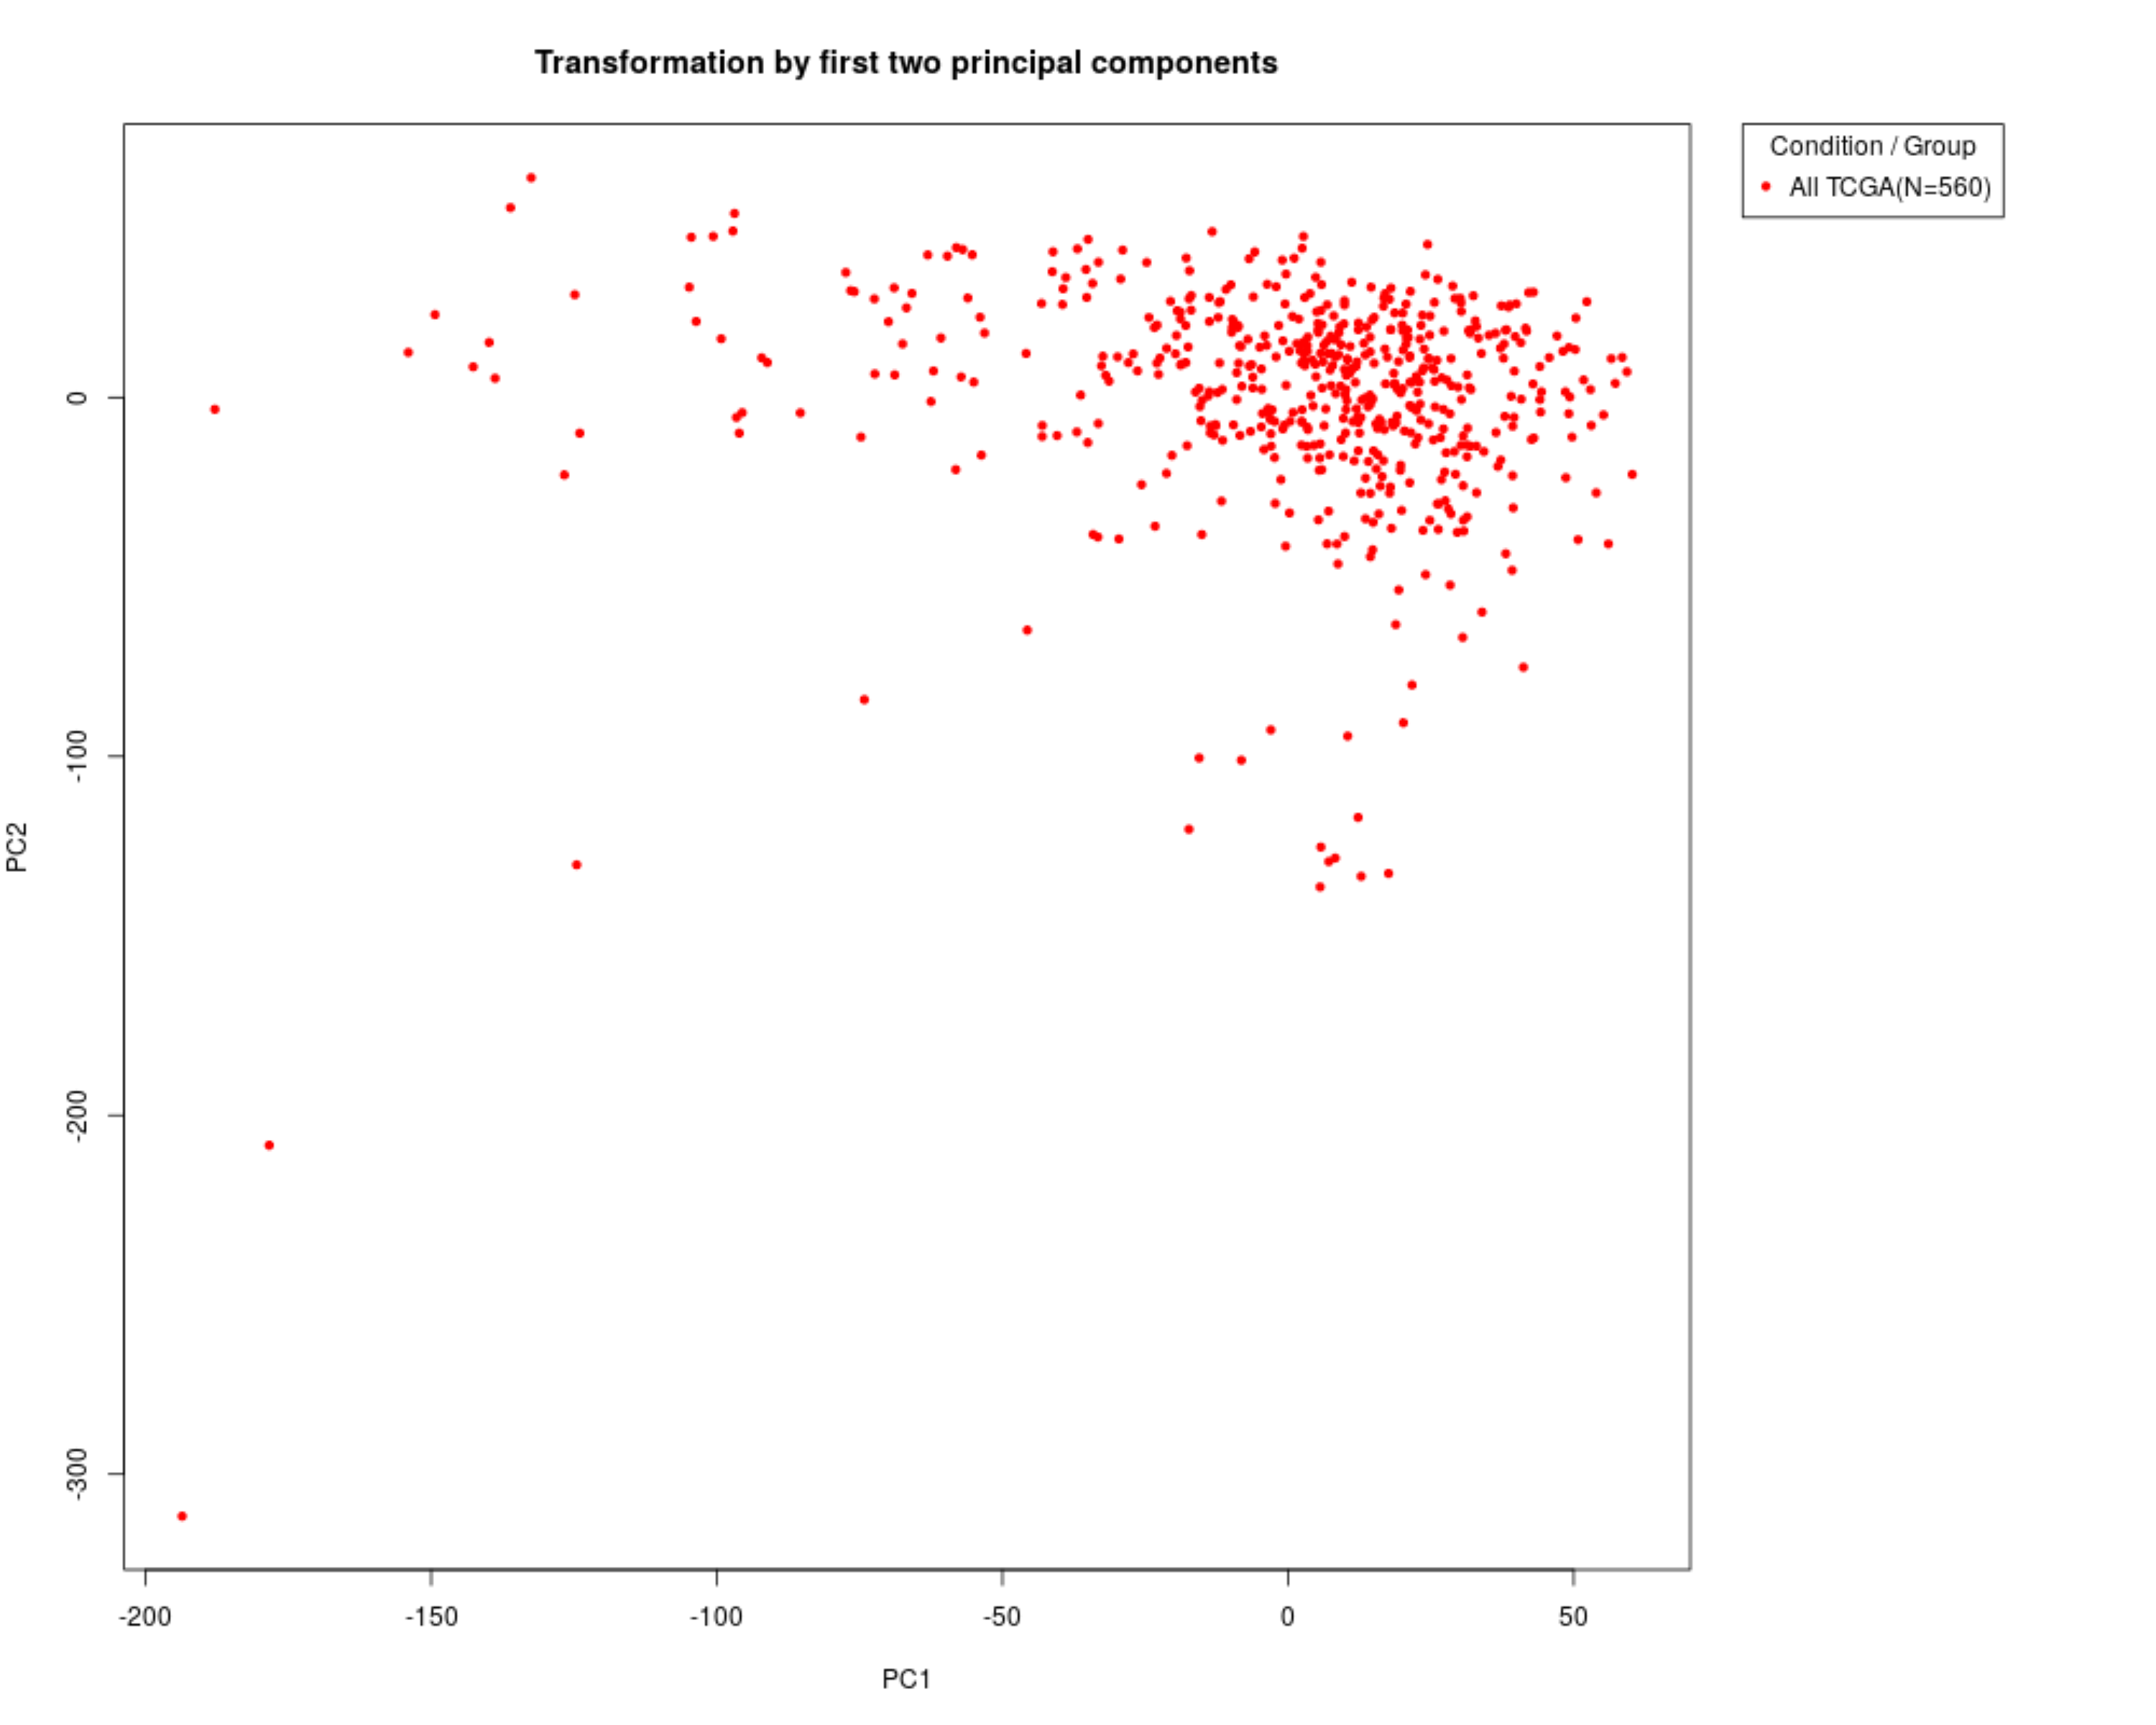 Transformation by first two principal components
Condition / Group
All TCGA(N=560)
0
-100
-200
-300
PC2
-200
-150
-100
-50
0
50
PC1